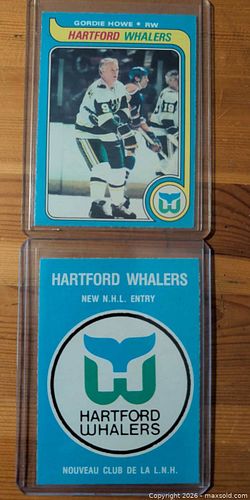 GORDIE HOWE • RW
HARTFORD WHALERS
9
HARTFORD WHALERS
NEW N.H.L. ENTRY
HARTFORD
WHALERS
NOUVEAU CLUB DE LA L.N.H.
Copyright 2026 - maxsold.com